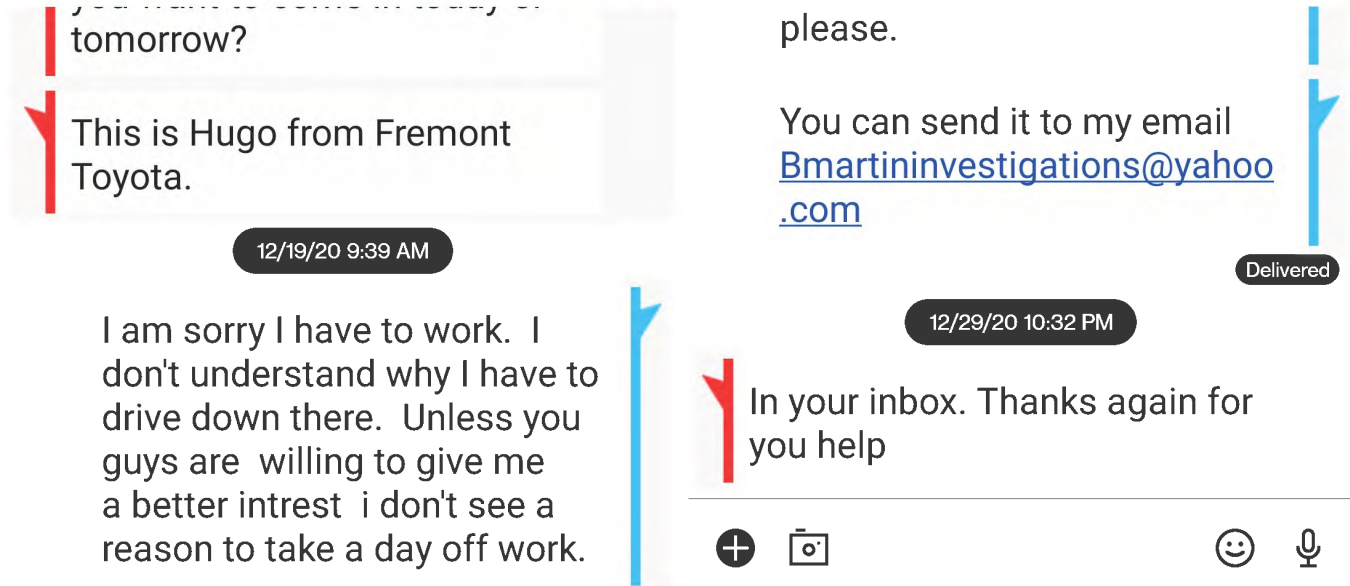 tomorrow?
This is Hugo from Fremont
Toyota.
12/19/20 9:39 AM
I am sorry I have to work.  I
don't understand why I have to
drive down there.  Unless you
guys are  willing to give me
a better intrest  i don't see a
reason to take a day off work.
please.
You can send it to my email
Bmartininvestigations@yahoo
.com
Delivered
12/29/20 10:32 PM
In your inbox. Thanks again for
you help